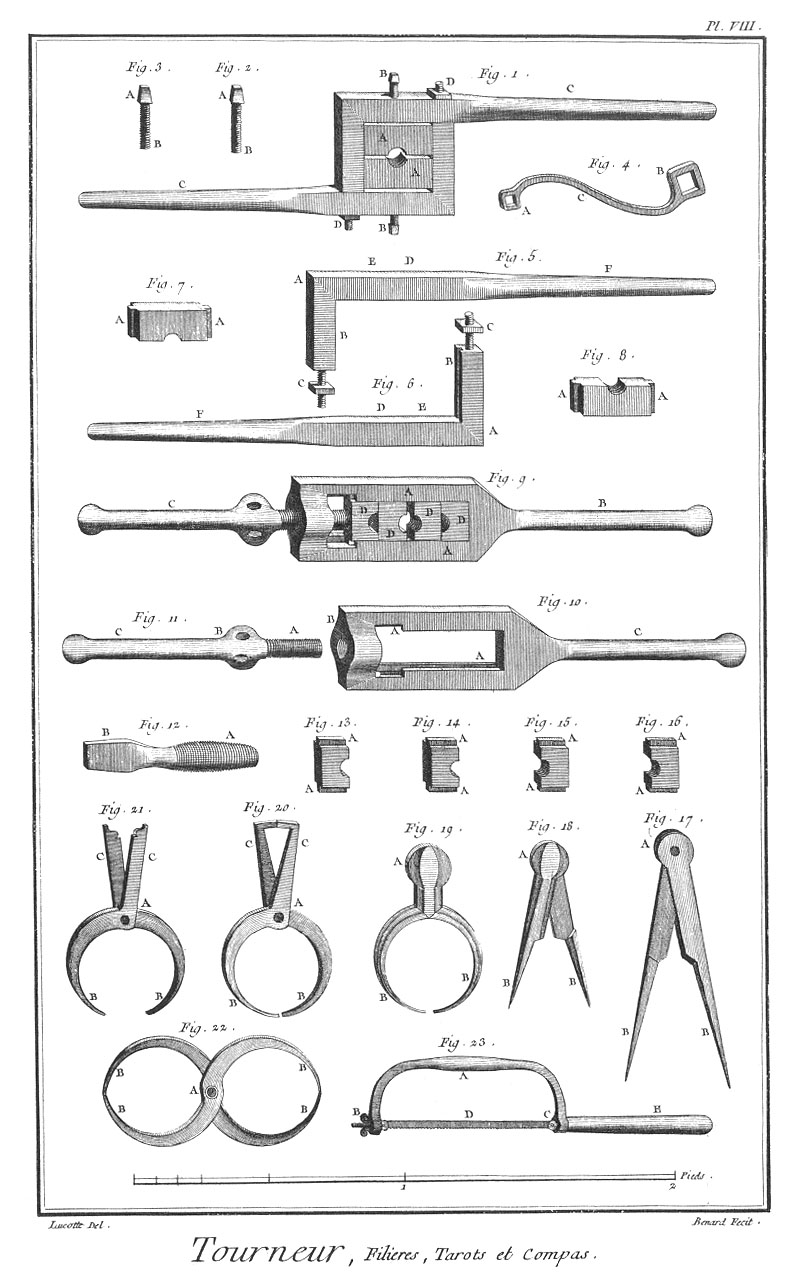 Pl. VIII.
Fig. 3. Fig. 2. B D Fig. 1. C
A B A B A A
C D B
Fig. 4. B A C
Fig. 7. A A
E D Fig. 5. F
A B C
C B
Fig. 8. A A
Fig. 6.
F D E A
Fig. 9.
C A D D D A B
Fig. 11. Fig. 10.
C B A B A A C
Fig. 12. Fig. 13. Fig. 14. Fig. 15. Fig. 16.
B A A A A A
A A A A
Fig. 21. Fig. 20. Fig. 19. Fig. 18. Fig. 17.
C C C C A A A
A A
B B B B B B B B B
Fig. 22. Fig. 23.
B B A B B
A B D C E
1 2 Pieds.
Lucotte Del. Benard Fecit.
Tourneur, Filieres, Tarots et Compas.